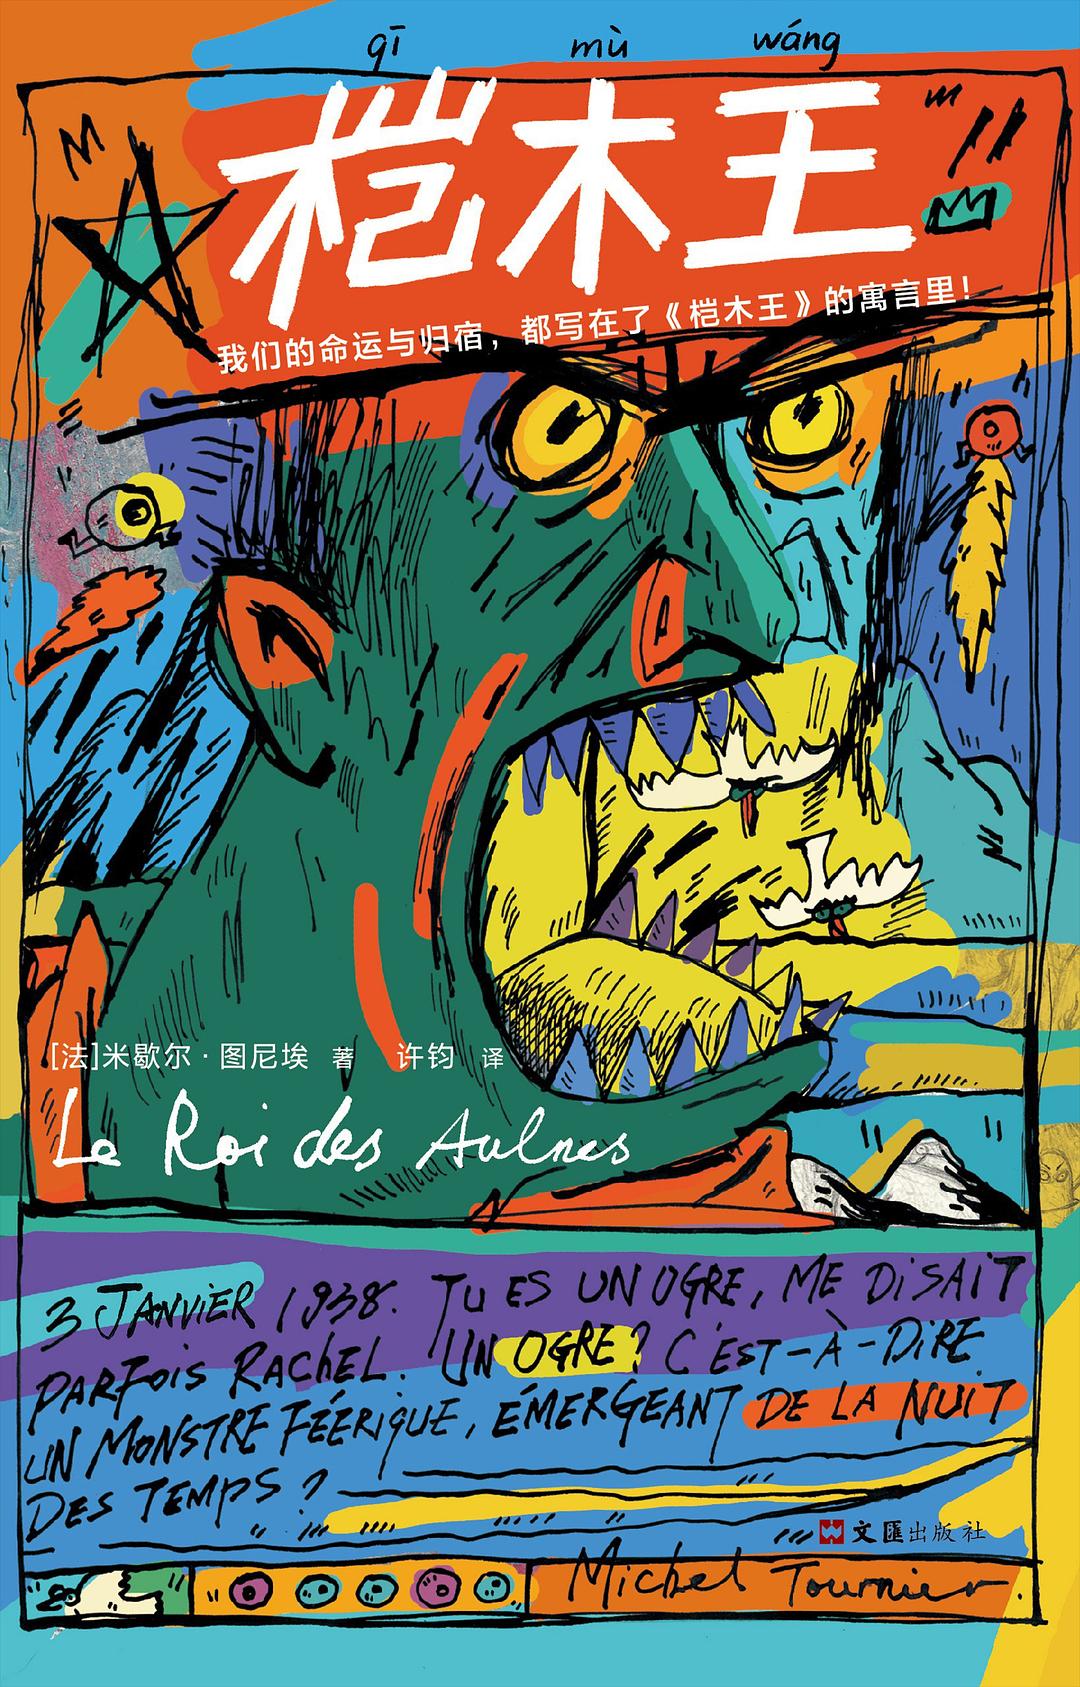 qī mù wáng
桤木王
我们的命运与归宿，都写在了《桤木王》的寓言里！
[法]米歇尔·图尼埃 著 许钧 译
Le Roi des Aulnes
3 JANVIER 1938. TU ES UN OGRE, ME DISAIT
PARFOIS RACHEL. UN OGRE? C'EST-À-DIRE
UN MONSTRE FÉÉRIQUE, ÉMERGEANT DE LA NUIT
DES TEMPS?
文匯出版社
Michel Tournier